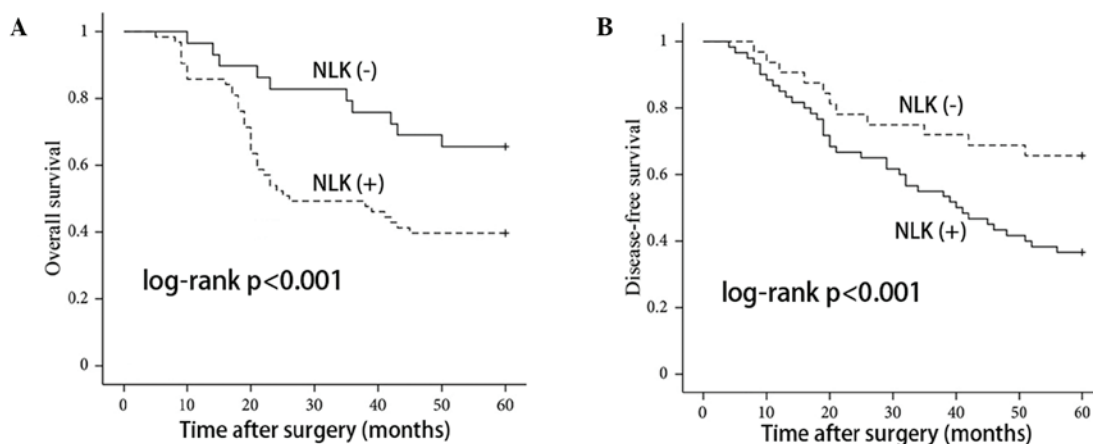 A
Overall survival
1
0.8
0.6
0.4
0.2
0
NLK (-)
NLK (+)
log-rank p<0.001
0 10 20 30 40 50 60
Time after surgery (months)
B
Disease-free survival
1
0.8
0.6
0.4
0.2
0
NLK (-)
NLK (+)
log-rank p<0.001
0 10 20 30 40 50 60
Time after surgery (months)